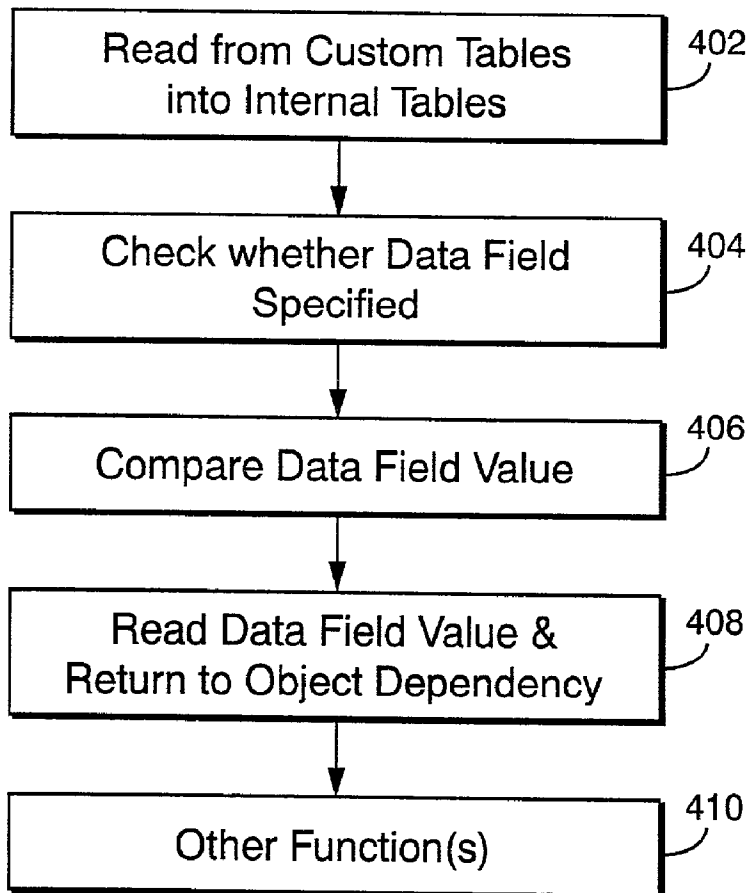 Read from Custom Tables
into Internal Tables
402
Check whether Data Field
Specified
404
Compare Data Field Value
406
Read Data Field Value &
Return to Object Dependency
408
Other Function(s)
410